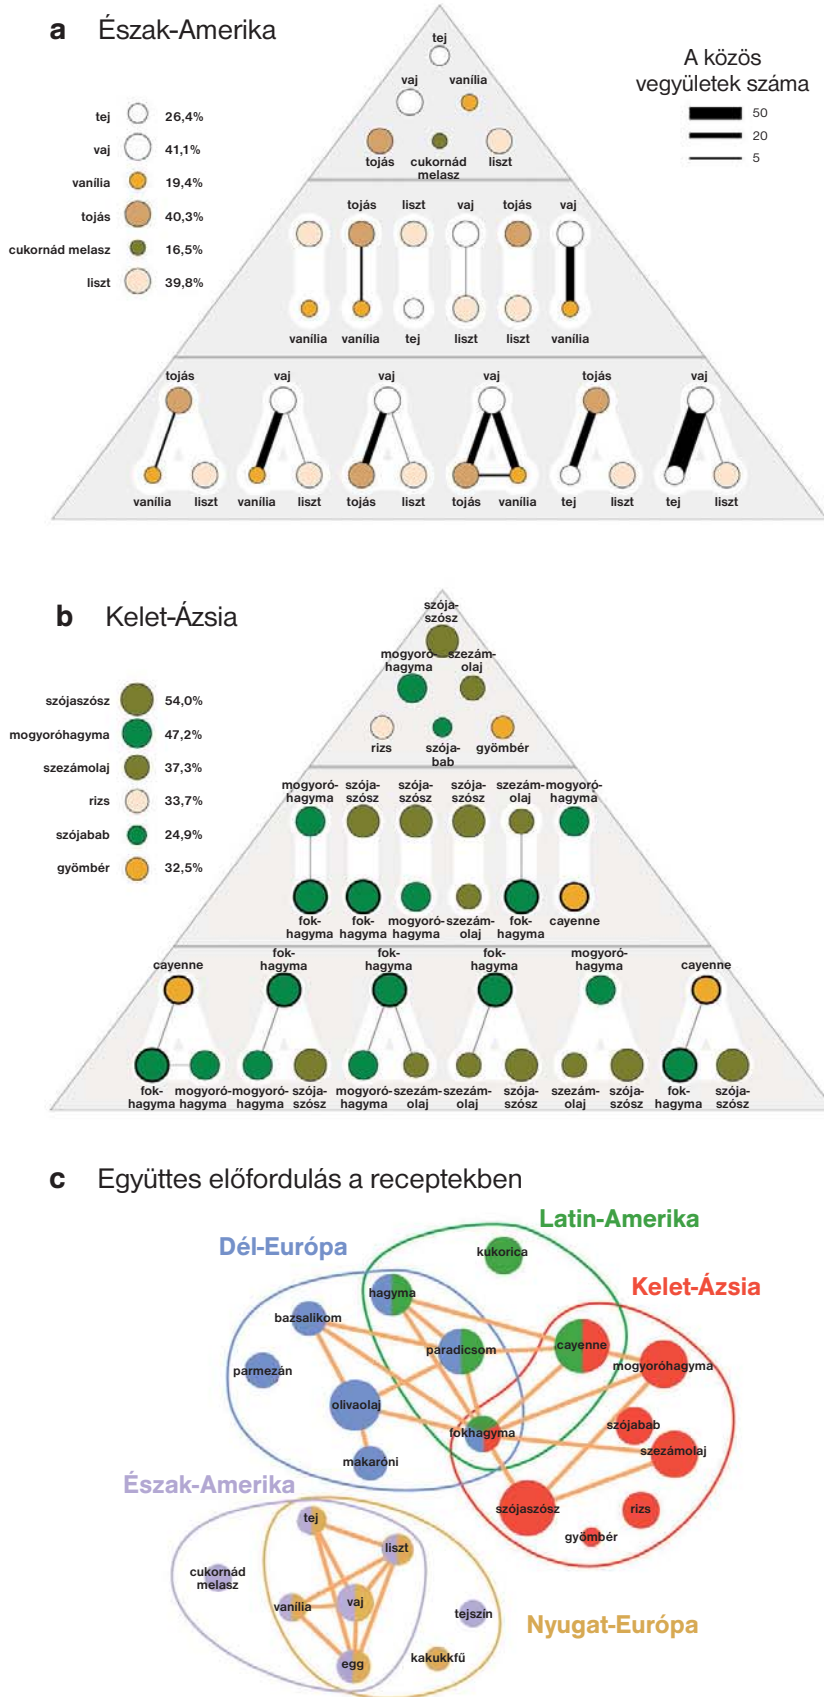 a Észak-Amerika
A közös
vegyületek száma
50
20
5
tej 26,4%
vaj 41,1%
vanília 19,4%
tojás 40,3%
cukornád melasz 16,5%
liszt 39,8%
tej
vaj vanília
tojás cukornád liszt
melasz
tojás liszt vaj tojás vaj
vanília vanília tej liszt liszt vanília
tojás vaj vaj vaj tojás vaj
vanília liszt vanília liszt tojás liszt tojás vanília tej liszt tej liszt
b Kelet-Ázsia
szójaszósz 54,0%
mogyoróhagyma 47,2%
szezámolaj 37,3%
rizs 33,7%
szójabab 24,9%
gyömbér 32,5%
szója-
szósz
mogyoró- szezám-
hagyma olaj
rizs szója- gyömbér
bab
mogyoró- szója- szója- szója- szezám- mogyoró-
hagyma szósz szósz szósz olaj hagyma
fok- fok- mogyoró- szezám- fok- cayenne
hagyma hagyma hagyma olaj hagyma
cayenne fok- fok- fok- mogyoró- cayenne
hagyma hagyma hagyma hagyma
fok- mogyoró- mogyoró- szója- mogyoró- szezám- szezám- szója- szezám- szója- fok- szója-
hagyma hagyma hagyma szósz hagyma olaj olaj szósz olaj szósz hagyma szósz
c Együttes előfordulás a receptekben
Latin-Amerika
Dél-Európa
kukorica
Kelet-Ázsia
hagyma
bazsalikom
paradicsom
cayenne
mogyoróhagyma
parmezán
olivaolaj
szójabab
fokhagyma
szezámolaj
makaróni
Észak-Amerika
szójaszósz
rizs
tej
gyömbér
liszt
cukornád
melasz
vanília
vaj
tejszín
Nyugat-Európa
egg
kakukkfű